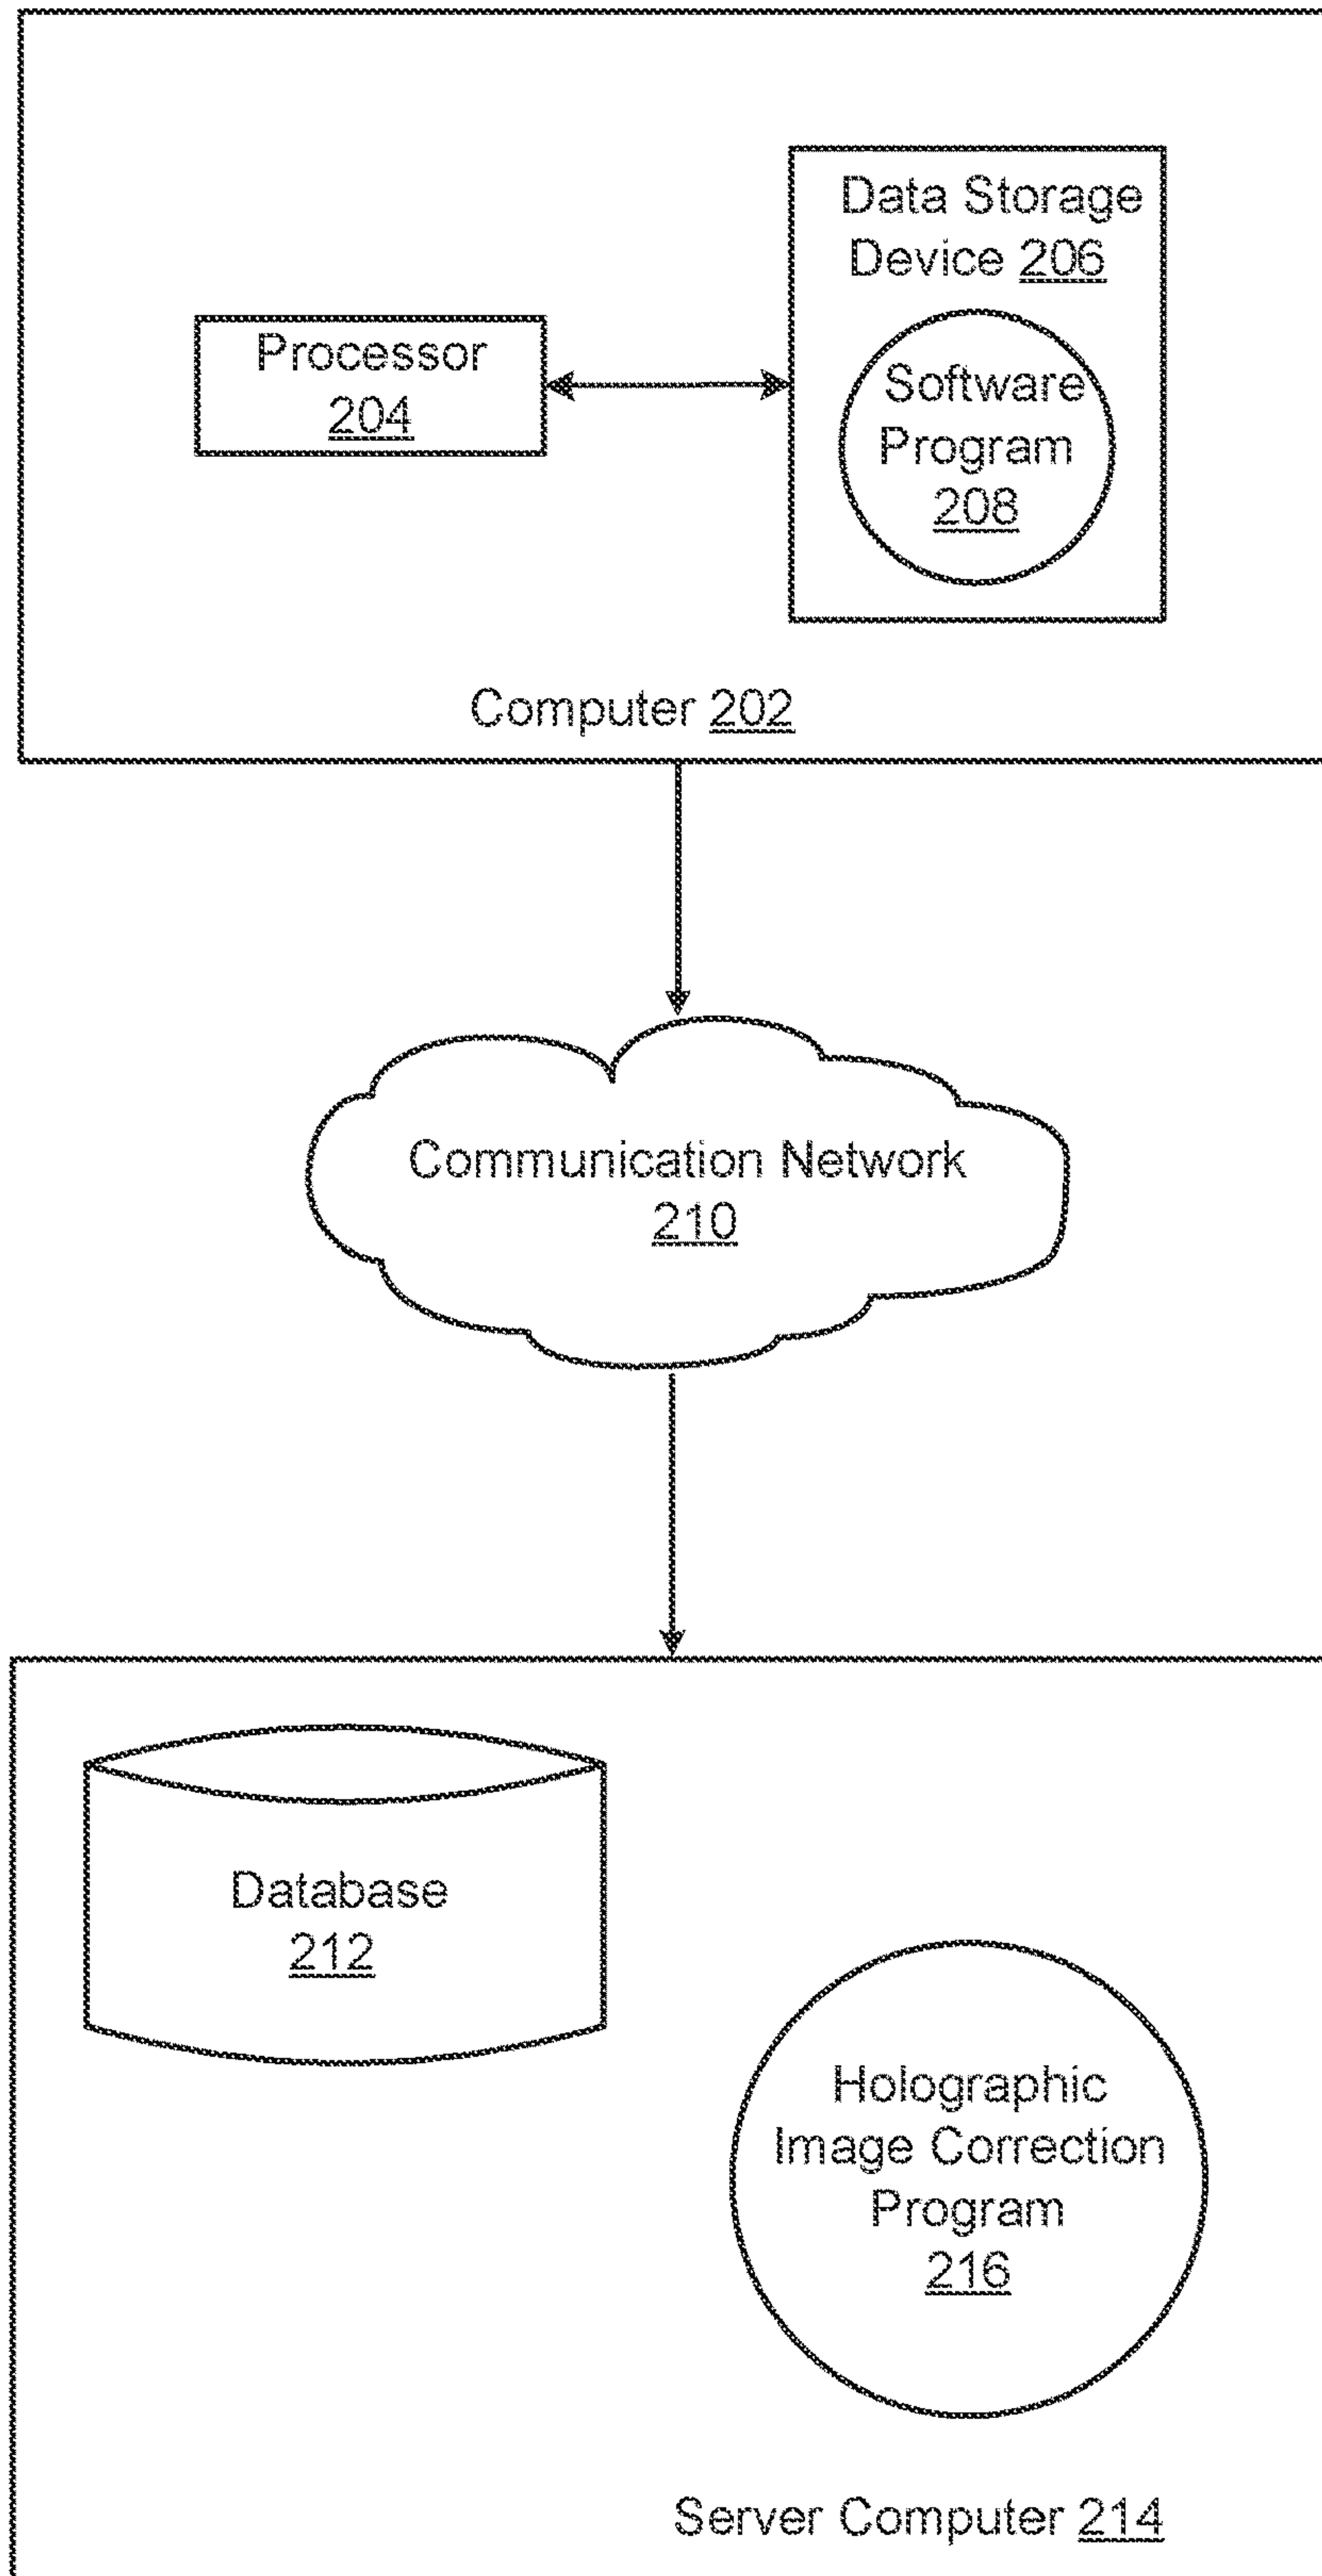 Data Storage
Device 206
Processor
204
Software
Program
208
Computer 202
Communication Network
210
Database
212
Holographic
Image Correction
Program
216
Server Computer 214